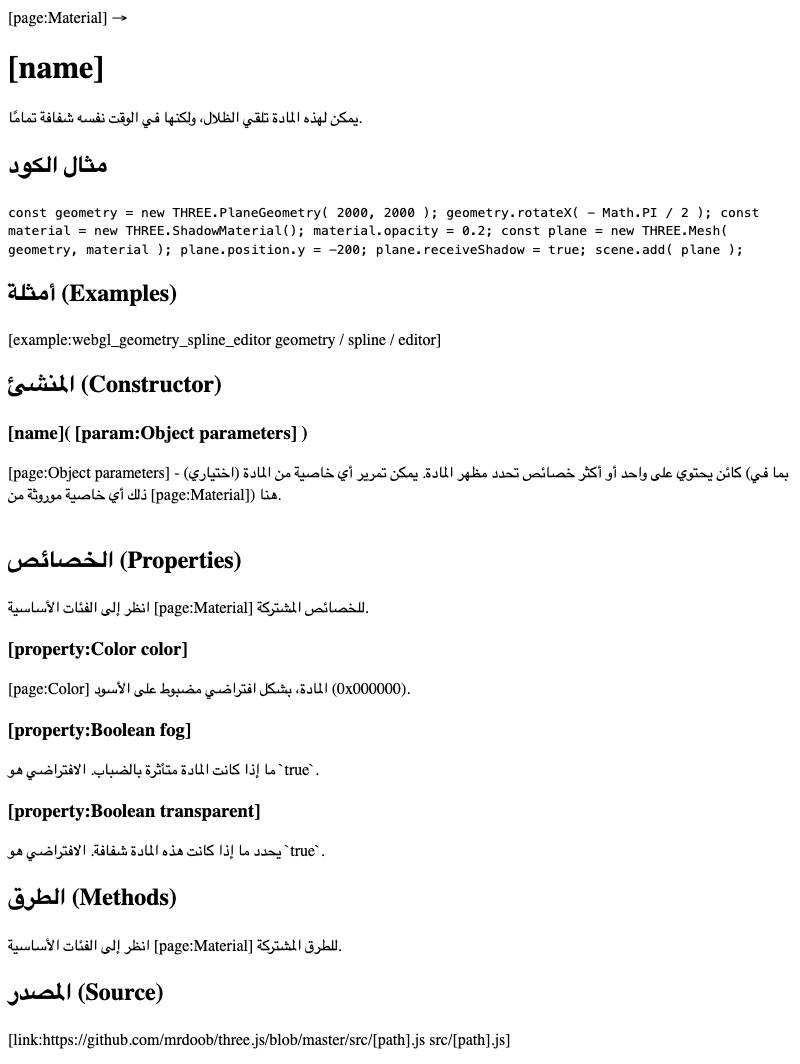 [page:Material] →
[name]
يمكن لهذه المادة تلقي الظلال، ولكنها في الوقت نفسه شفافة تمامًا.
مثال الكود
const geometry = new THREE.PlaneGeometry( 2000, 2000 ); geometry.rotateX( - Math.PI / 2 ); const
material = new THREE.ShadowMaterial(); material.opacity = 0.2; const plane = new THREE.Mesh(
geometry, material ); plane.position.y = -200; plane.receiveShadow = true; scene.add( plane );
أمثلة (Examples)
[example:webgl_geometry_spline_editor geometry / spline / editor]
المنشئ (Constructor)
[name]( [param:Object parameters] )
[page:Object parameters] - (اختياري) كائن يحتوي على واحد أو أكثر خصائص تحدد مظهر المادة. يمكن تمرير أي خاصية من المادة (بما في
ذلك أي خاصية موروثة من [page:Material]) هنا.
الخصائص (Properties)
انظر إلى الفئات الأساسية [page:Material] للخصائص المشتركة.
[property:Color color]
[page:Color] المادة، بشكل افتراضي مضبوط على الأسود (0x000000).
[property:Boolean fog]
ما إذا كانت المادة متأثرة بالضباب. الافتراضي هو `true`.
[property:Boolean transparent]
يحدد ما إذا كانت هذه المادة شفافة. الافتراضي هو `true`.
الطرق (Methods)
انظر إلى الفئات الأساسية [page:Material] للطرق المشتركة.
المصدر (Source)
[link:https://github.com/mrdoob/three.js/blob/master/src/[path].js src/[path].js]